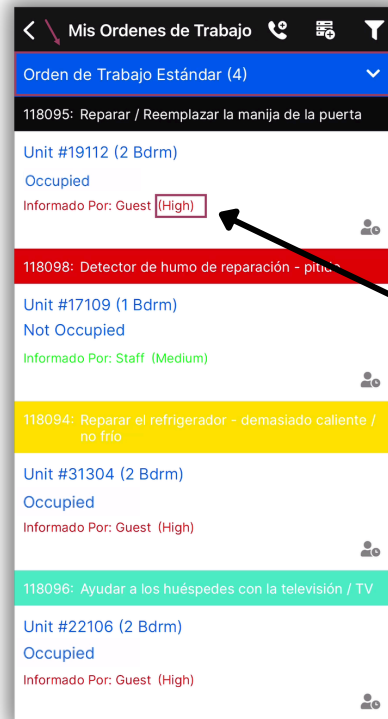 Mis Ordenes de Trabajo
Orden de Trabajo Estándar (4)
118095: Reparar / Reemplazar la manija de la puerta
Unit #19112 (2 Bdrm)
Occupied
Informado Por: Guest (High)
118098: Detector de humo de reparación - pitido
Unit #17109 (1 Bdrm)
Not Occupied
Informado Por: Staff (Medium)
118094: Reparar el refrigerador - demasiado caliente /
no frío
Unit #31304 (2 Bdrm)
Occupied
Informado Por: Guest (High)
118096: Ayudar a los huéspedes con la televisión / TV
Unit #22106 (2 Bdrm)
Occupied
Informado Por: Guest (High)